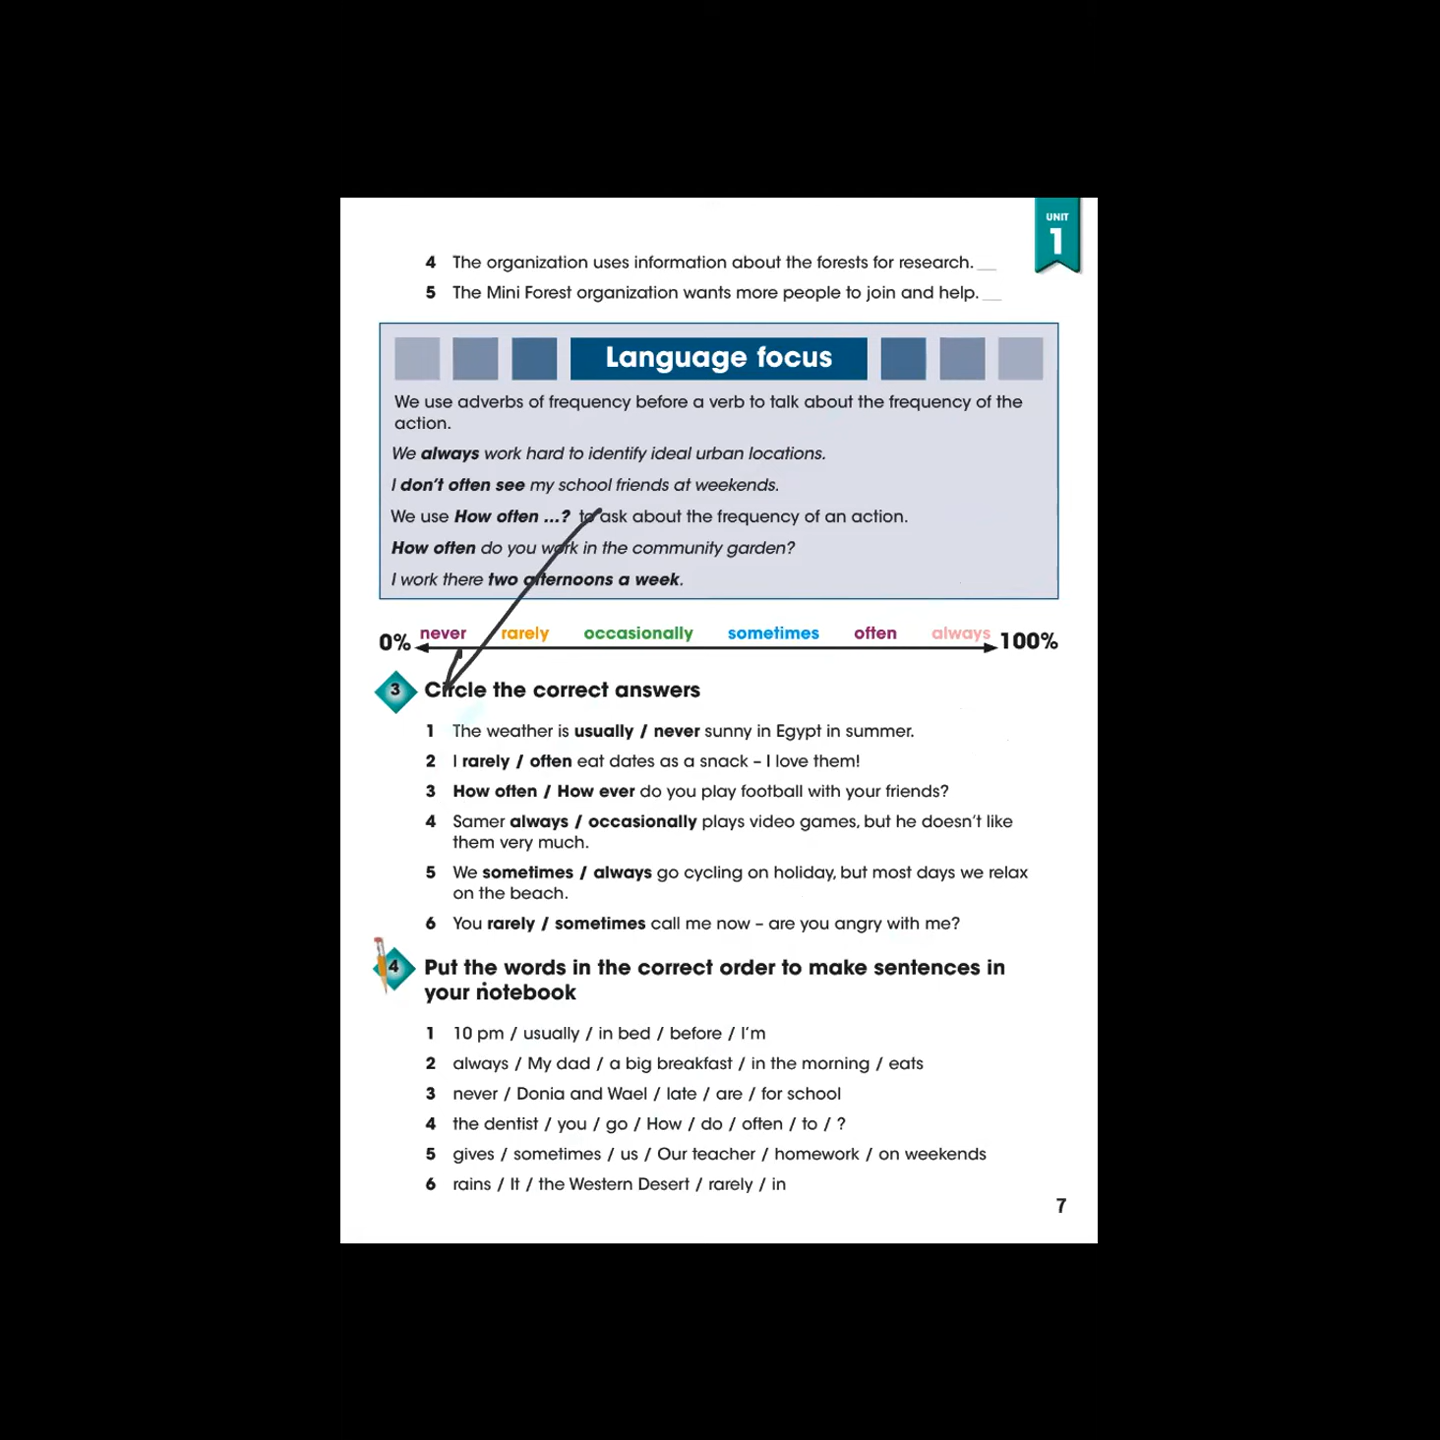 UNIT
1
4 The organization uses information about the forests for research. __
5 The Mini Forest organization wants more people to join and help. __
Language focus
We use adverbs of frequency before a verb to talk about the frequency of the
action.
We always work hard to identify ideal urban locations.
I don't often see my school friends at weekends.
We use How often ...? to ask about the frequency of an action.
How often do you work in the community garden?
I work there two afternoons a week.
0% never rarely occasionally sometimes often always 100%
3 Circle the correct answers
1 The weather is usually / never sunny in Egypt in summer.
2 I rarely / often eat dates as a snack – I love them!
3 How often / How ever do you play football with your friends?
4 Samer always / occasionally plays video games, but he doesn't like
them very much.
5 We sometimes / always go cycling on holiday, but most days we relax
on the beach.
6 You rarely / sometimes call me now – are you angry with me?
4 Put the words in the correct order to make sentences in
your notebook
1 10 pm / usually / in bed / before / I'm
2 always / My dad / a big breakfast / in the morning / eats
3 never / Donia and Wael / late / are / for school
4 the dentist / you / go / How / do / often / to / ?
5 gives / sometimes / us / Our teacher / homework / on weekends
6 rains / It / the Western Desert / rarely / in
7